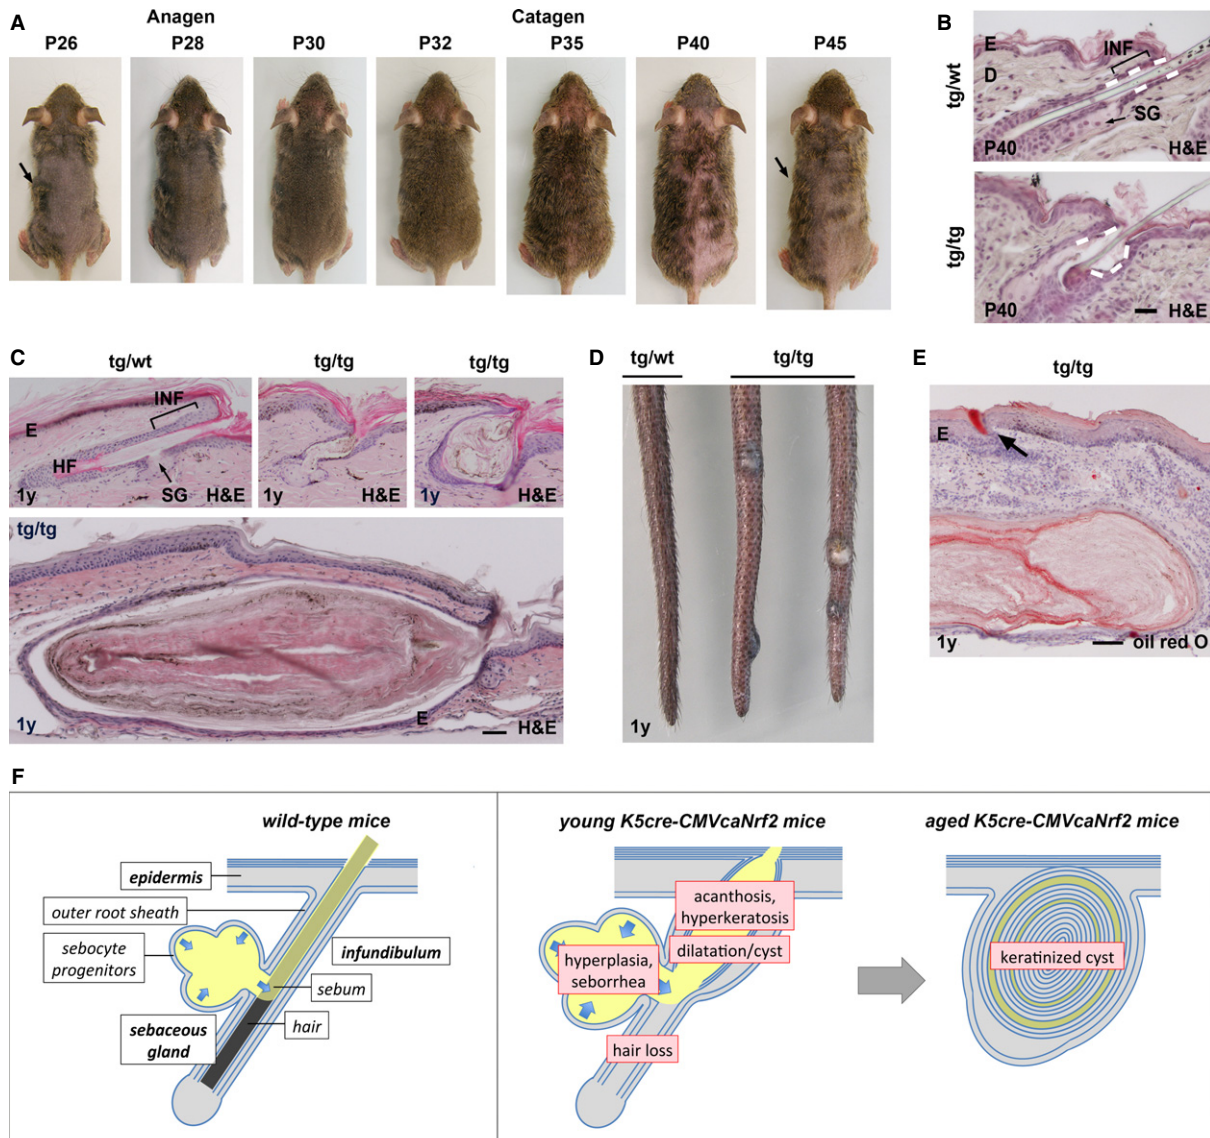 A
Anagen
Catagen
P26 P28 P30 P32 P35 P40 P45
B
tg/wt
E
D
INF
SG
P40
H&E
tg/tg
P40
H&E
C
tg/wt
tg/tg
tg/tg
INF
E
HF
SG
1y
H&E
H&E
1y
H&E
tg/tg
1y
E
H&E
D
tg/wt
tg/tg
1y
E
tg/tg
E
1y
oil red O
F
wild-type mice
epidermis
outer root sheath
sebocyte
progenitors
infundibulum
sebum
hair
sebaceous
gland
young K5cre-CMVcaNrf2 mice
acanthosis,
hyperkeratosis
dilatation/cyst
hyperplasia,
seborrhea
hair loss
aged K5cre-CMVcaNrf2 mice
keratinized cyst